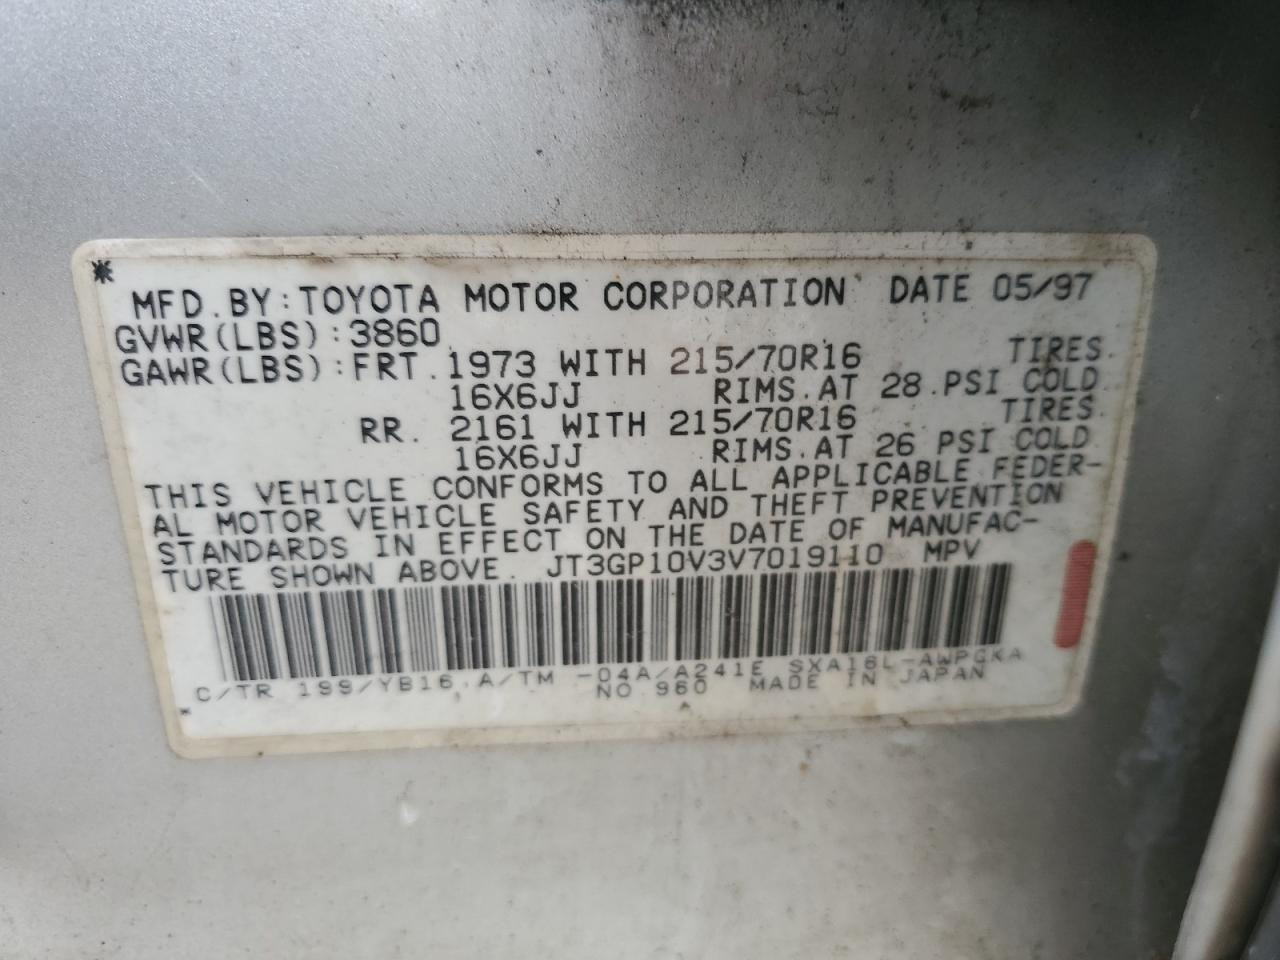 MFD. BY: TOYOTA MOTOR CORPORATION DATE 05/97
GVWR(LBS):3860
GAWR(LBS):FRT. 1973 WITH 215/70R16 TIRES.
16X6JJ RIMS.AT 28.PSI COLD.
RR. 2161 WITH 215/70R16 TIRES.
16X6JJ RIMS.AT 26 PSI COLD
THIS VEHICLE CONFORMS TO ALL APPLICABLE FEDER-
AL MOTOR VEHICLE SAFETY AND THEFT PREVENTION
STANDARDS IN EFFECT ON THE DATE OF MANUFAC-
TURE SHOWN ABOVE. JT3GP10V3V7019110 MPV
C/TR 199/YB16,A/TM -04A/A241E SXA16L-AWPGKA
NO.960 MADE IN JAPAN